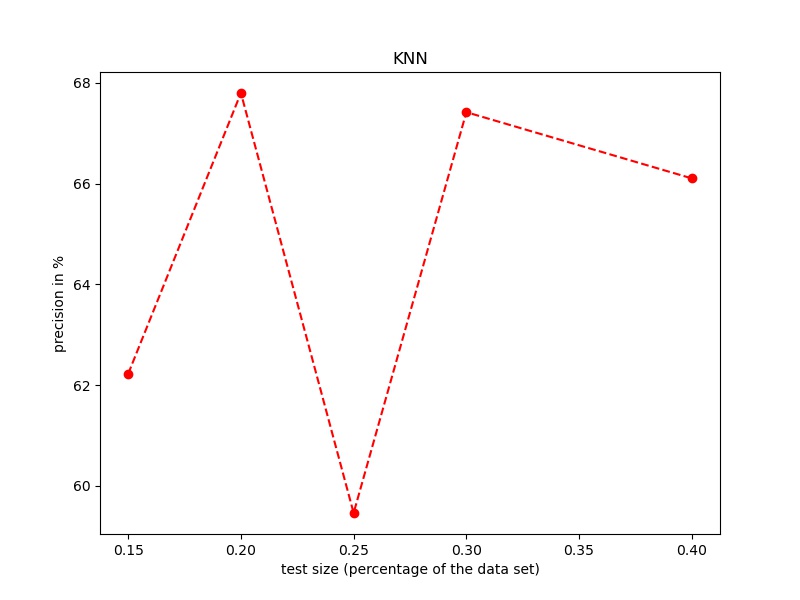 KNN
68
66
64
62
60
precision in %
0.15 0.20 0.25 0.30 0.35 0.40
test size (percentage of the data set)